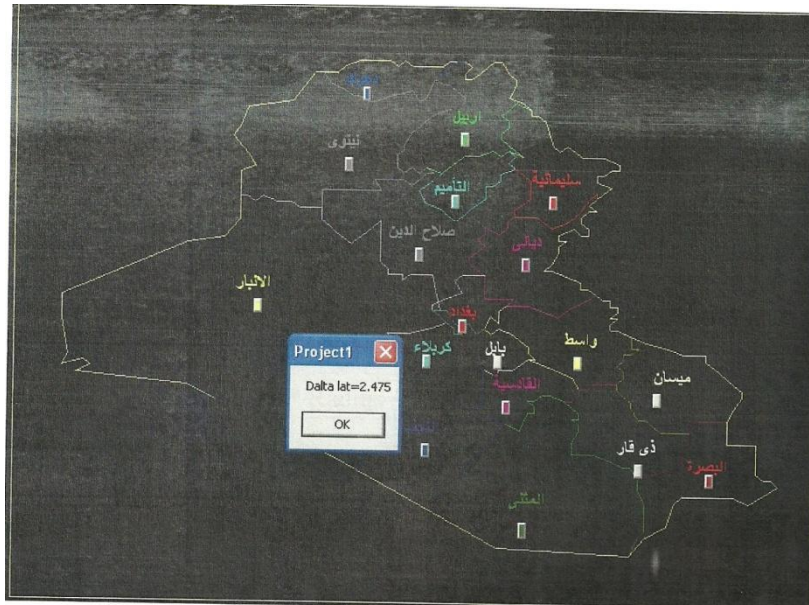 دهوك
اربيل
نينوى
التأميم
سليمانية
صلاح الدين
ديالى
الانبار
بغداد
واسط
بابل
كربلاء
Project1
Dalta lat=2.475
OK
القادسية
ميسان
ذي قار
البصرة
المثنى